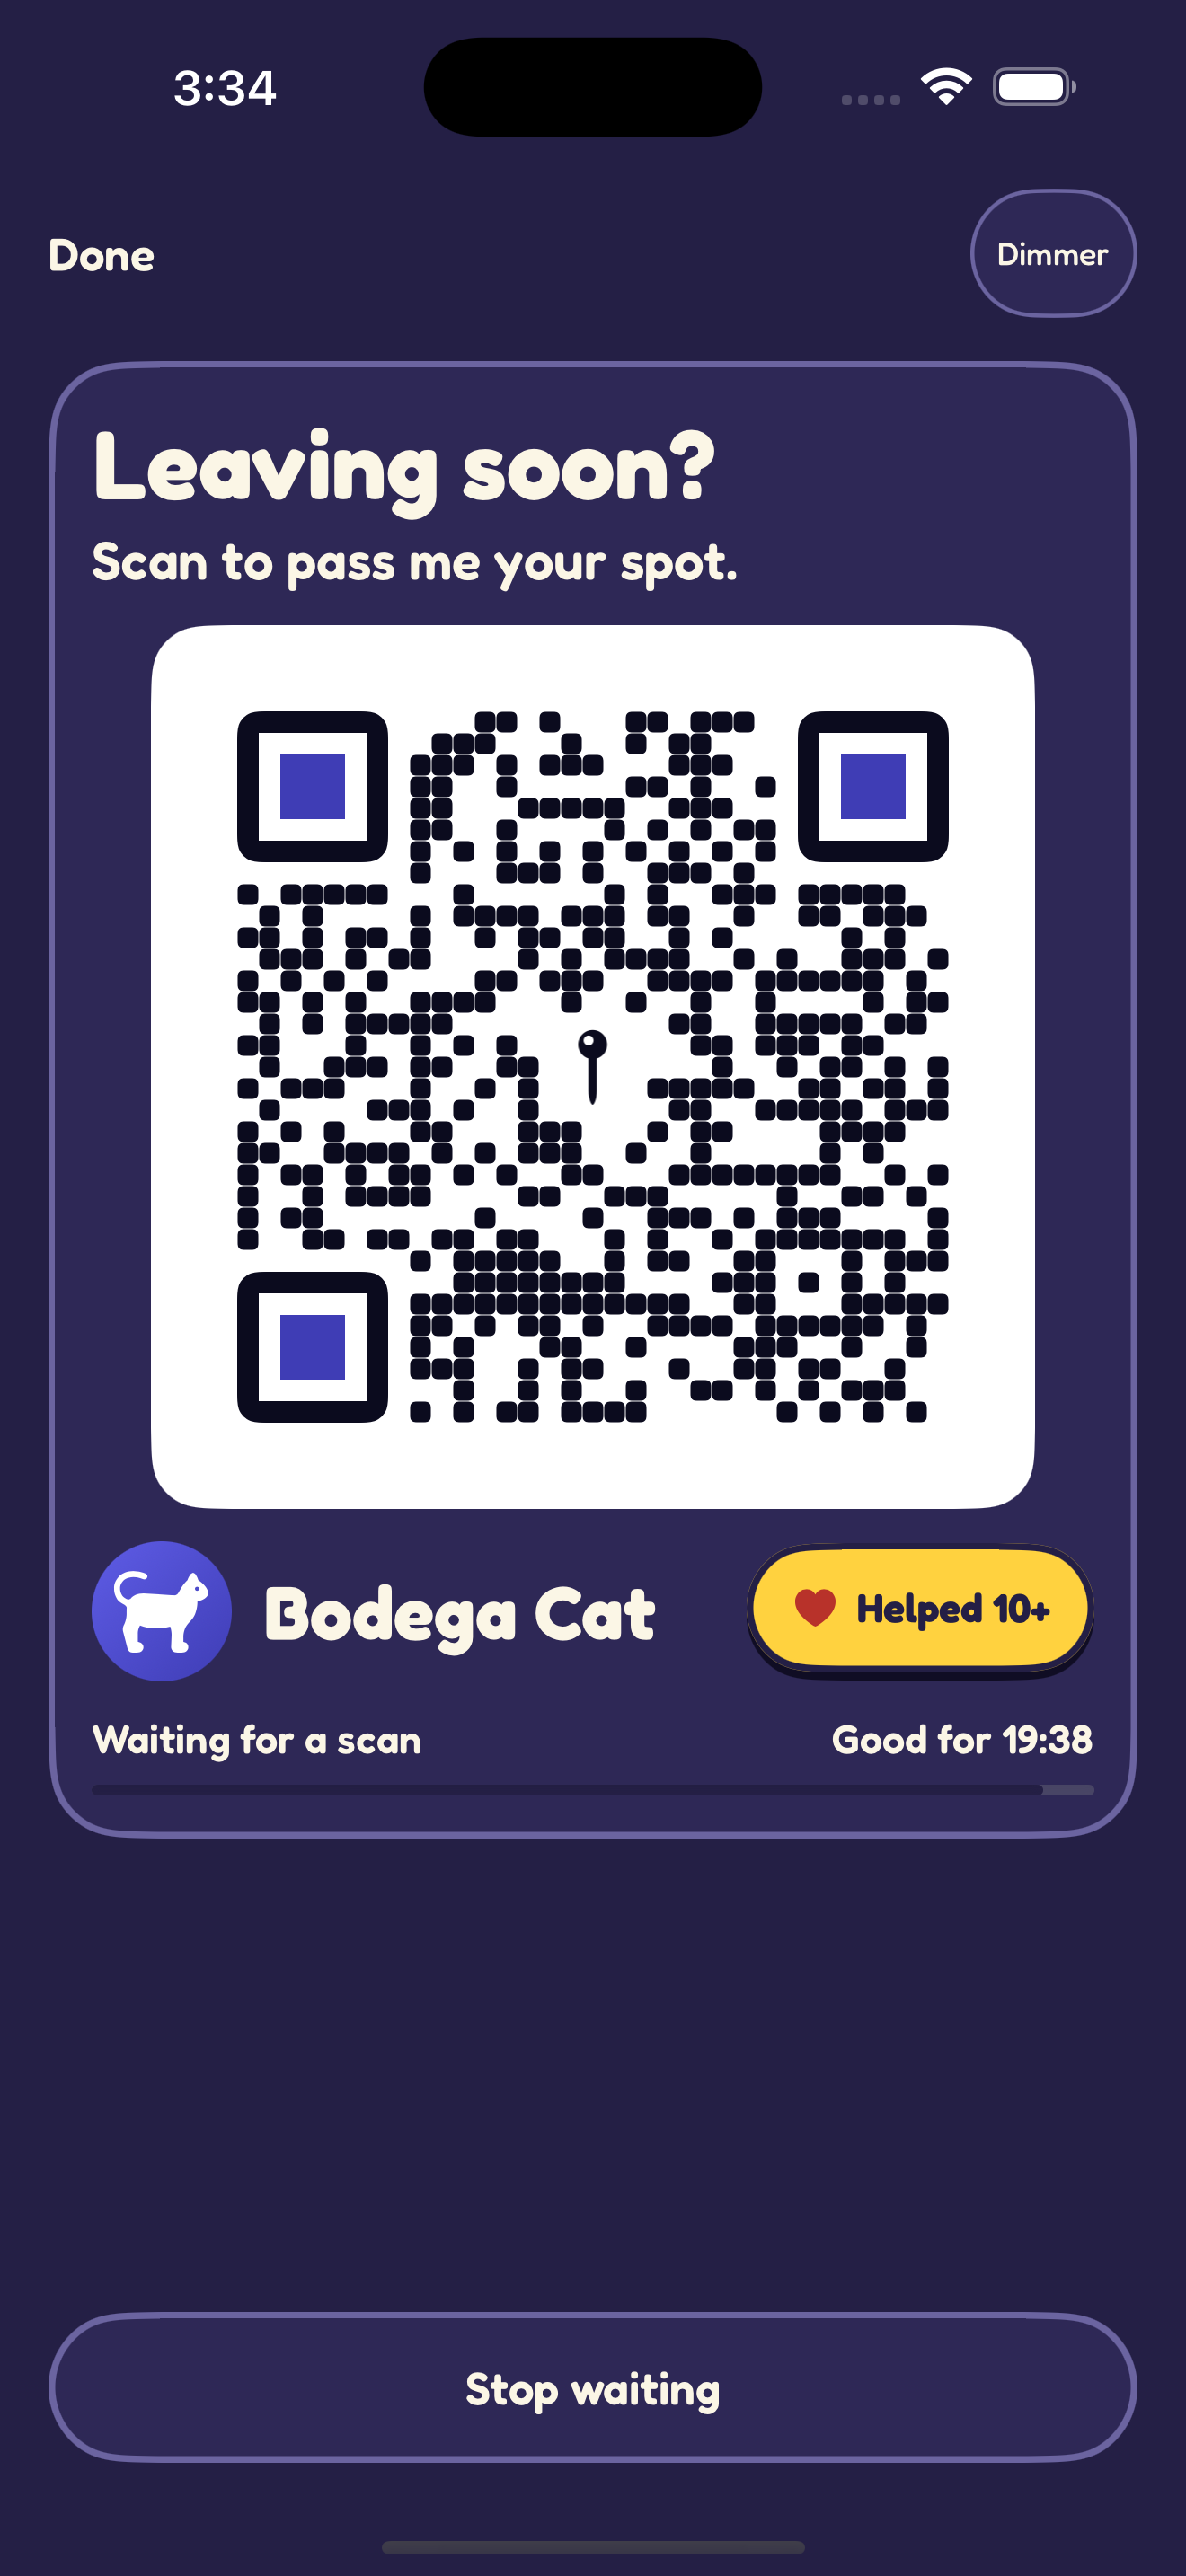 3:34
Done
Dimmer
Leaving soon?
Scan to pass me your spot.
Bodega Cat
Helped 10+
Waiting for a scan
Good for 19:38
Stop waiting